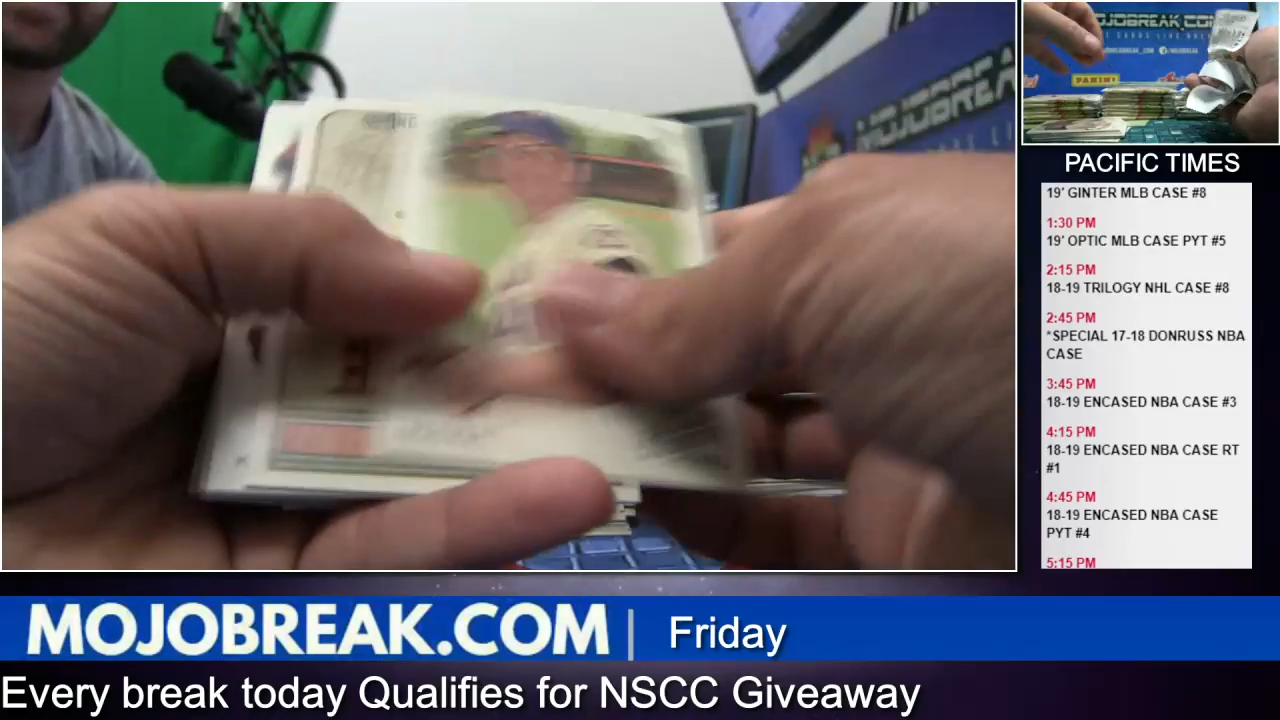 MOJOBREAK.COM
PANINI
MOJOBREAK
PACIFIC TIMES
19' GINTER MLB CASE #8
1:30 PM
19' OPTIC MLB CASE PYT #5
2:15 PM
18-19 TRILOGY NHL CASE #8
2:45 PM
*SPECIAL 17-18 DONRUSS NBA
CASE
3:45 PM
18-19 ENCASED NBA CASE #3
4:15 PM
18-19 ENCASED NBA CASE RT
#1
4:45 PM
18-19 ENCASED NBA CASE
PYT #4
5:15 PM
MOJOBREAK.COM | Friday
Every break today Qualifies for NSCC Giveaway